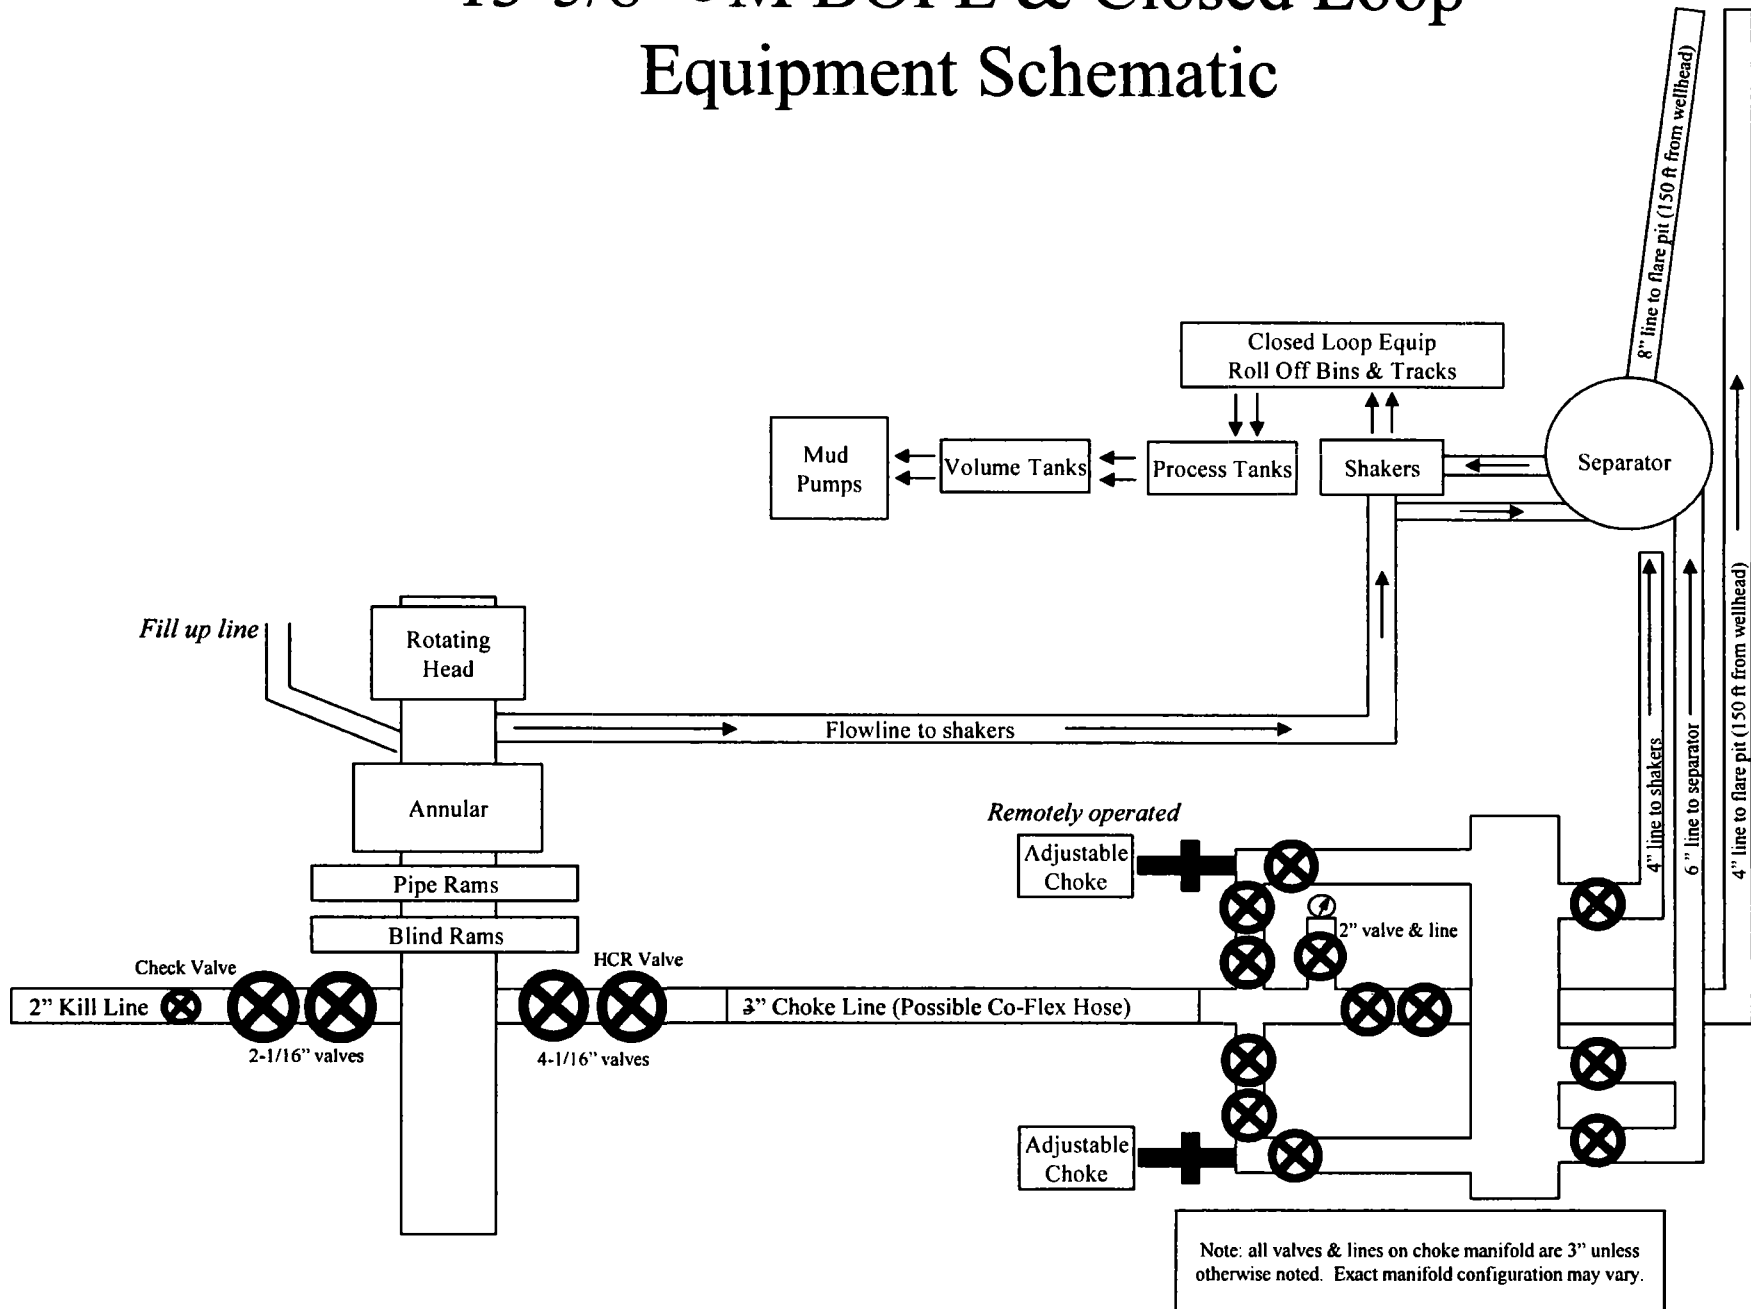 Equipment Schematic
8” line to flare pit (150 ft from wellhead)
Closed Loop Equip
Roll Off Bins & Tracks
Mud
Pumps
Volume Tanks
Process Tanks
Shakers
Separator
Fill up line
Rotating
Head
Flowline to shakers
Annular
Pipe Rams
Blind Rams
Remotely operated
Adjustable
Choke
2” valve & line
4” line to shakers
6 ” line to separator
4” line to flare pit (150 ft from wellhead)
Check Valve
HCR Valve
2” Kill Line
3” Choke Line (Possible Co-Flex Hose)
2-1/16” valves
4-1/16” valves
Adjustable
Choke
Note: all valves & lines on choke manifold are 3” unless
otherwise noted. Exact manifold configuration may vary.